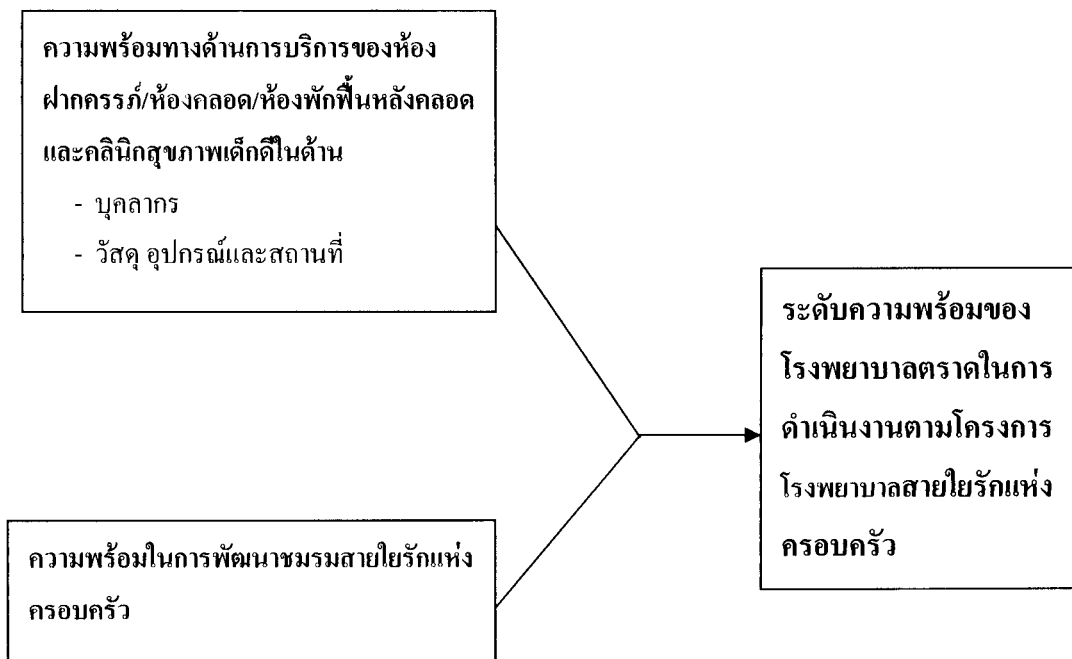 ความพร้อมทางด้านการบริการของห้อง
ฝากครรภ์/ห้องคลอด/ห้องพักฟื้นหลังคลอด
และคลินิกสุขภาพเด็กดีในด้าน
- บุคลากร
- วัสดุ อุปกรณ์และสถานที่
ระดับความพร้อมของ
โรงพยาบาลตราดในการ
ดำเนินงานตามโครงการ
โรงพยาบาลสายใยรักแห่ง
ครอบครัว
ความพร้อมในการพัฒนาชมรมสายใยรักแห่ง
ครอบครัว